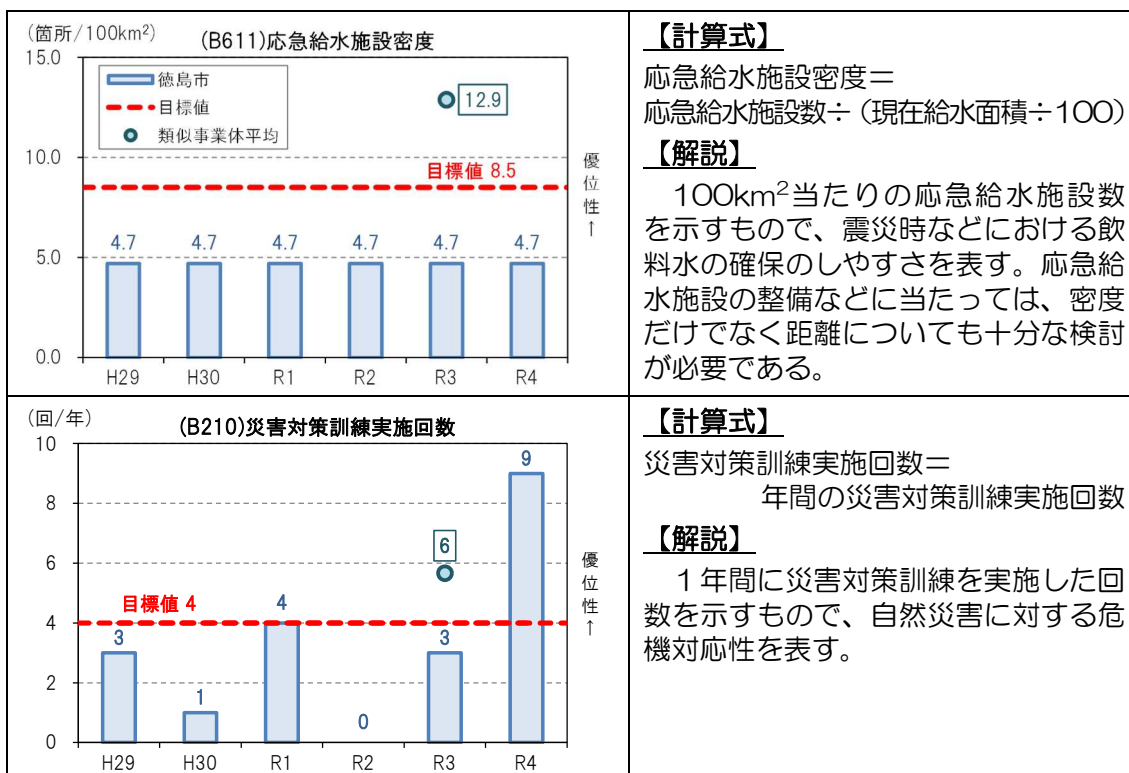 (箇所/100km²)
(B611)応急給水施設密度
15.0
徳島市
目標値
類似事業体平均
12.9
10.0
目標値 8.5
優位性↑
4.7 4.7 4.7 4.7 4.7 4.7
5.0
0.0
H29 H30 R1 R2 R3 R4
【計算式】
応急給水施設密度＝
応急給水施設数÷（現在給水面積÷100）
【解説】
100km²当たりの応急給水施設数
を示すもので、震災時などにおける飲
料水の確保のしやすさを表す。応急給
水施設の整備などに当たっては、密度
だけでなく距離についても十分な検討
が必要である。
(回/年)
(B210)災害対策訓練実施回数
10
9
8
6
6
優位性↑
目標値 4
4
4
3
3
2
1
0
0
H29 H30 R1 R2 R3 R4
【計算式】
災害対策訓練実施回数＝
年間の災害対策訓練実施回数
【解説】
１年間に災害対策訓練を実施した回
数を示すもので、自然災害に対する危
機対応性を表す。